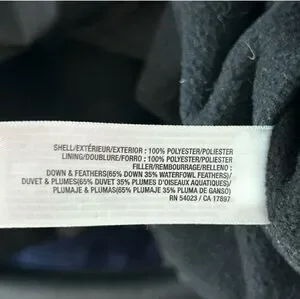 SHELL/EXTÉRIEUR/EXTERIOR : 100% POLYESTER/POLIESTER
LINING/DOUBLURE/FORRO : 100% POLYESTER/POLIESTER
FILLER/REMBOURRAGE/RELLENO :
DOWN & FEATHERS(65% DOWN 35% WATERFOWL FEATHERS)/
DUVET & PLUMES(65% DUVET 35% PLUMES D'OISEAUX AQUATIQUES)/
PLUMAJE & PLUMAS(65% PLUMAJE 35% PLUMA DE GANSO)
RN 54023 / CA 17897